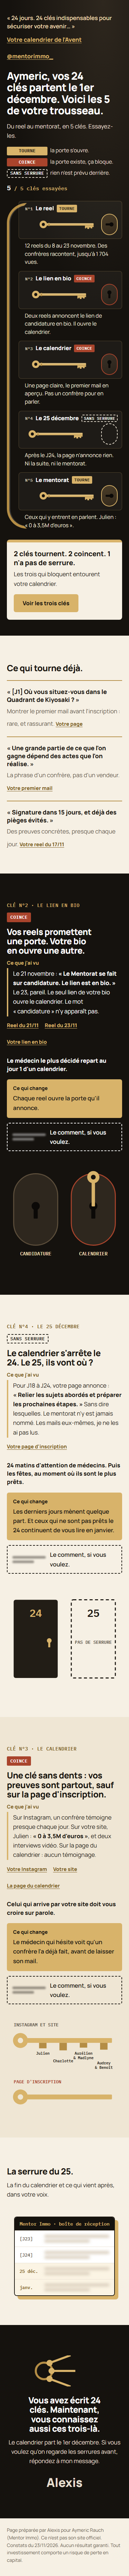 « 24 jours. 24 clés indispensables pour
sécuriser votre avenir... »
Votre calendrier de l'Avent
@mentorimmo_
Aymeric, vos 24
clés partent le 1er
décembre. Voici les 5
de votre trousseau.
Du reel au mentorat, en 5 clés. Essayez-
les.
TOURNE la porte s'ouvre.
COINCE la porte existe, ça bloque.
SANS SERRURE rien n'est prévu derrière.
5 / 5 clés essayées
N°1 Le reel TOURNE
12 reels du 8 au 23 novembre. Des
confrères racontent, jusqu'à 1 704
vues.
N°2 Le lien en bio COINCE
Deux reels annoncent le lien de
candidature en bio. Il ouvre le
calendrier.
N°3 Le calendrier COINCE
Une page claire, le premier mail en
aperçu. Pas un confrère pour en
parler.
N°4 Le 25 décembre SANS SERRURE
Après le J24, la page n'annonce rien.
Ni la suite, ni le mentorat.
N°5 Le mentorat TOURNE
Ceux qui y entrent en parlent. Julien :
« 0 à 3,5M d'euros ».
2 clés tournent. 2 coincent. 1
n'a pas de serrure.
Les trois qui bloquent entourent
votre calendrier.
Voir les trois clés
Ce qui tourne déjà.
« [J1] Où vous situez-vous dans le
Quadrant de Kiyosaki ? »
Montrer le premier mail avant l'inscription :
rare, et rassurant. Votre page
« Une grande partie de ce que l'on
gagne dépend des actes que l'on
réalise. »
La phrase d'un confrère, pas d'un vendeur.
Votre premier mail
« Signature dans 15 jours, et déjà des
pièges évités. »
Des preuves concrètes, presque chaque
jour. Votre reel du 17/11
CLÉ N°2 · LE LIEN EN BIO
COINCE
Vos reels promettent
une porte. Votre bio
en ouvre une autre.
Ce que j'ai vu
Le 21 novembre : « Le Mentorat se fait
sur candidature. Le lien est en bio. »
Le 23, pareil. Le seul lien de votre bio
ouvre le calendrier. Le mot
« candidature » n'y apparaît pas.
Reel du 21/11 Reel du 23/11
Votre lien en bio
Le médecin le plus décidé repart au
jour 1 d'un calendrier.
Ce qui change
Chaque reel ouvre la porte qu'il
annonce.
Le comment, si vous
voulez.
CANDIDATURE CALENDRIER
CLÉ N°4 · LE 25 DÉCEMBRE
SANS SERRURE
Le calendrier s'arrête le
24. Le 25, ils vont où ?
Ce que j'ai vu
Pour J18 à J24, votre page annonce :
« Relier les sujets abordés et préparer
les prochaines étapes. » Sans dire
lesquelles. Le mentorat n'y est jamais
nommé. Les mails eux-mêmes, je ne les
ai pas lus.
Votre page d'inscription
24 matins d'attention de médecins. Puis
les fêtes, au moment où ils sont le plus
prêts.
Ce qui change
Les derniers jours mènent quelque
part. Et ceux qui ne sont pas prêts le
24 continuent de vous lire en janvier.
Le comment, si vous
voulez.
24 25
PAS DE SERRURE
CLÉ N°3 · LE CALENDRIER
COINCE
Une clé sans dents : vos
preuves sont partout, sauf
sur la page d'inscription.
Ce que j'ai vu
Sur Instagram, un confrère témoigne
presque chaque jour. Sur votre site,
Julien : « 0 à 3,5M d'euros », et deux
interviews vidéo. Sur la page du
calendrier : aucun témoignage.
Votre Instagram Votre site
La page du calendrier
Celui qui arrive par votre site doit vous
croire sur parole.
Ce qui change
Le médecin qui hésite voit qu'un
confrère l'a déjà fait, avant de laisser
son mail.
Le comment, si vous
voulez.
INSTAGRAM ET SITE
Julien
Charlotte
Aurélien
& Maëlyne
Audrey
& Benoît
PAGE D'INSCRIPTION
La serrure du 25.
La fin du calendrier et ce qui vient après,
dans votre voix.
Mentor Immo · boîte de réception
[J23]
[J24]
25 déc.
janv.
Vous avez écrit 24
clés. Maintenant,
vous connaissez
aussi ces trois-là.
Le calendrier part le 1er décembre. Si vous
voulez qu'on regarde les serrures avant,
répondez à mon message.
Alexis
Page préparée par Alexis pour Aymeric Rauch
(Mentor Immo). Ce n'est pas un site officiel.
Constats du 23/11/2026. Aucun résultat garanti. Tout
investissement comporte un risque de perte en
capital.